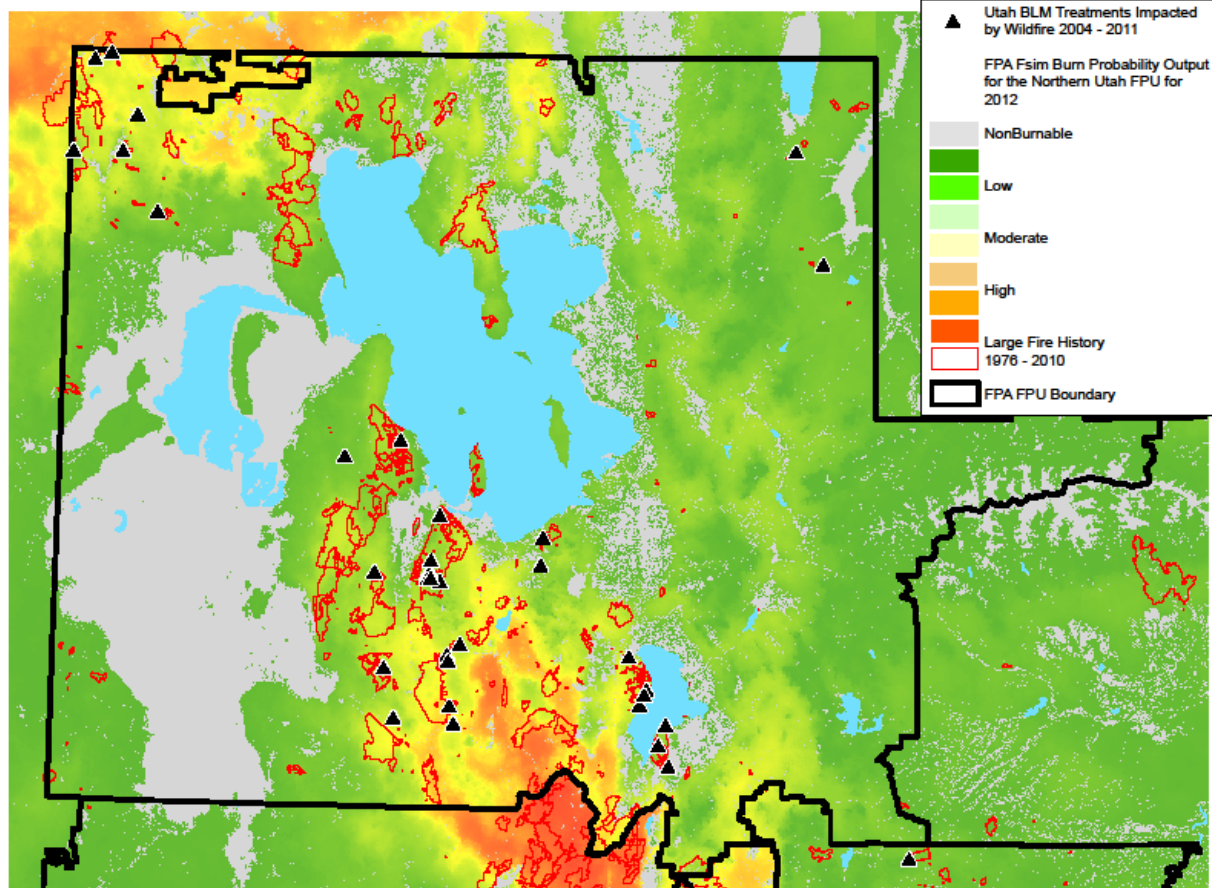 Utah BLM Treatments Impacted
by Wildfire 2004 - 2011
FPA Fsim Burn Probability Output
for the Northern Utah FPU for
2012
NonBurnable
Low
Moderate
High
Large Fire History
1976 - 2010
FPA FPU Boundary